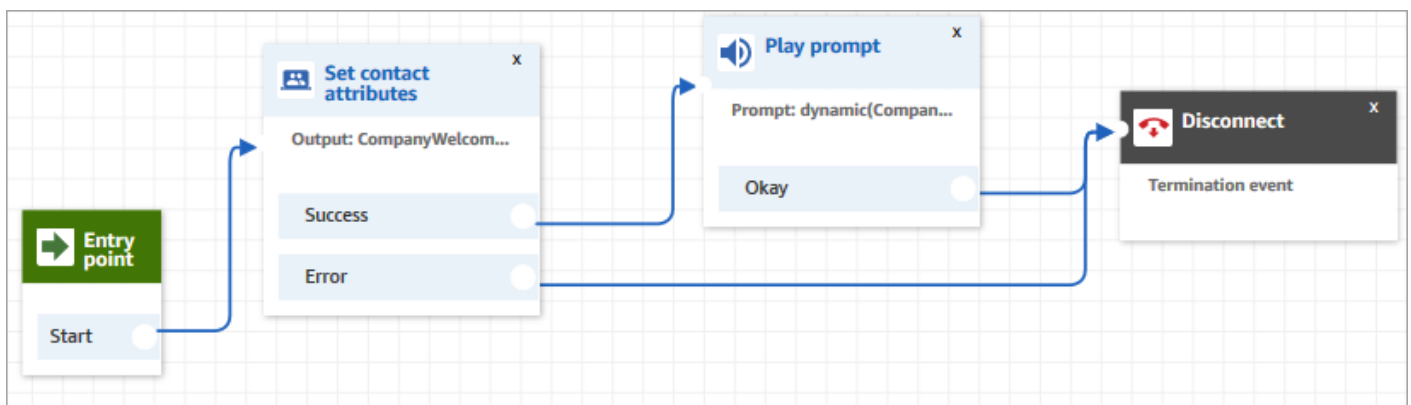 Entry
point
Start
Set contact
attributes
x
Output: CompanyWelcom...
Success
Error
Play prompt
x
Prompt: dynamic(Compan...
Okay
Disconnect
x
Termination event